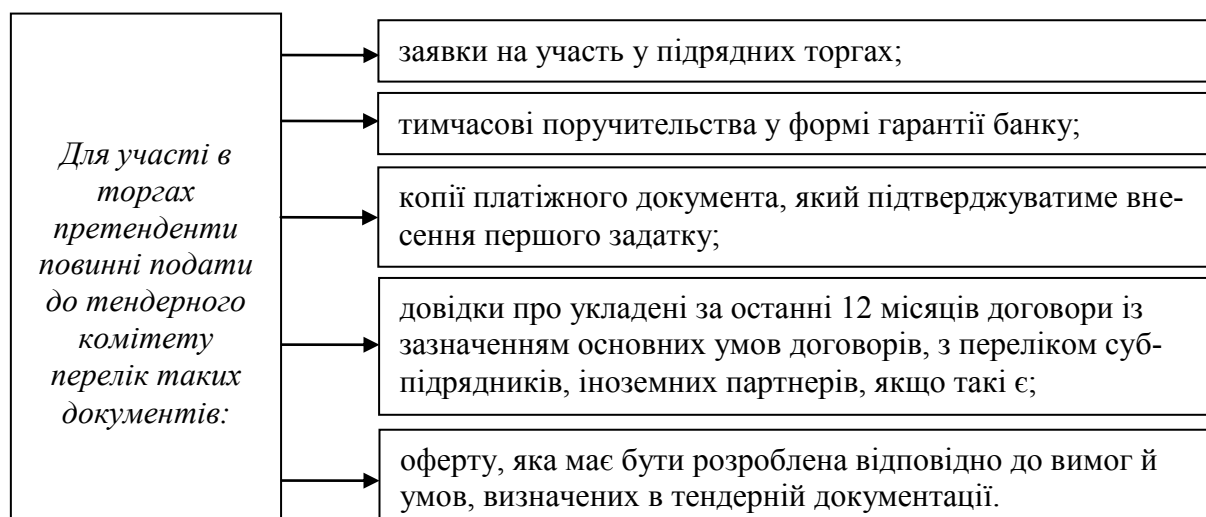 Для участі в
торгах
претенденти
повинні подати
до тендерного
комітету
перелік таких
документів:
заявки на участь у підрядних торгах;
тимчасові поручительства у формі гарантії банку;
копії платіжного документа, який підтверджуватиме вне-
сення першого задатку;
довідки про укладені за останні 12 місяців договори із
зазначенням основних умов договорів, з переліком суб-
підрядників, іноземних партнерів, якщо такі є;
оферту, яка має бути розроблена відповідно до вимог й
умов, визначених в тендерній документації.